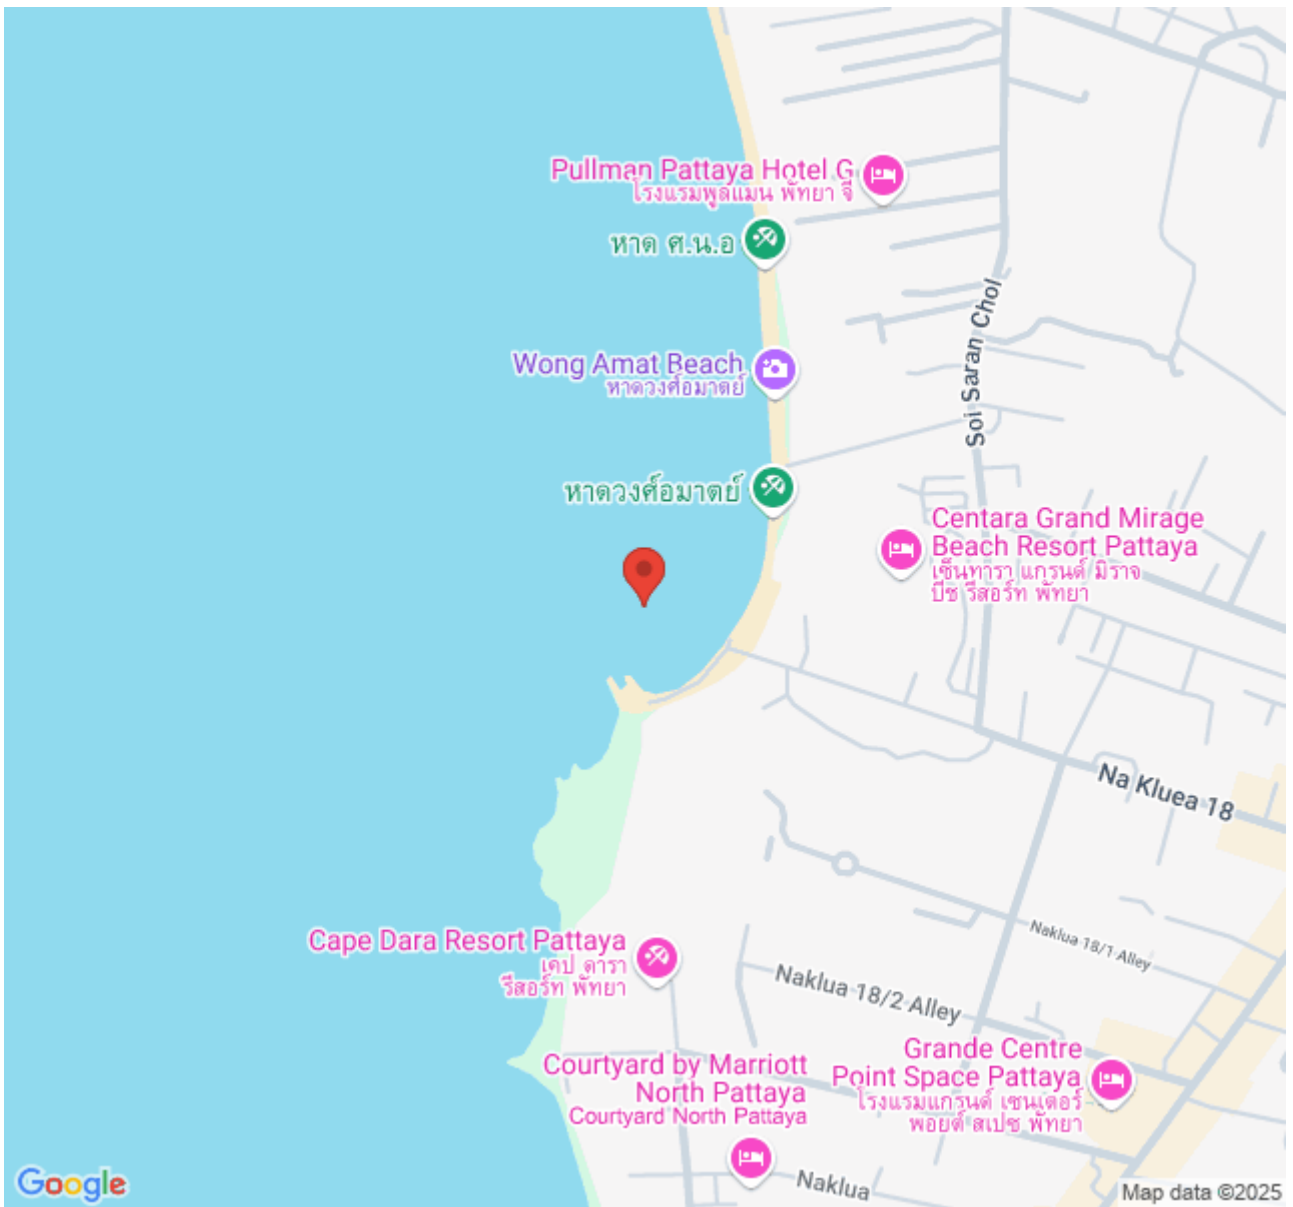 Pullman Pattaya Hotel G
โรงแรมพูลแมน พัทยา จี
หาด ศ.น.อ
Soi Saran Chol
Wong Amat Beach
หาดวงศ์อมาตย์
หาดวงศ์อมาตย์
Centara Grand Mirage
Beach Resort Pattaya
เซ็นทารา แกรนด์ มิราจ
บีช รีสอร์ท พัทยา
Na Kluea 18
Naklua 18/1 Alley
Cape Dara Resort Pattaya
เคป ดารา
รีสอร์ท พัทยา
Naklua 18/2 Alley
Grande Centre
Point Space Pattaya
โรงแรมแกรนด์ เซนเตอร์
พอยต์ สเปซ พัทยา
Courtyard by Marriott
North Pattaya
Courtyard North Pattaya
Naklua
Google
Map data ©2025